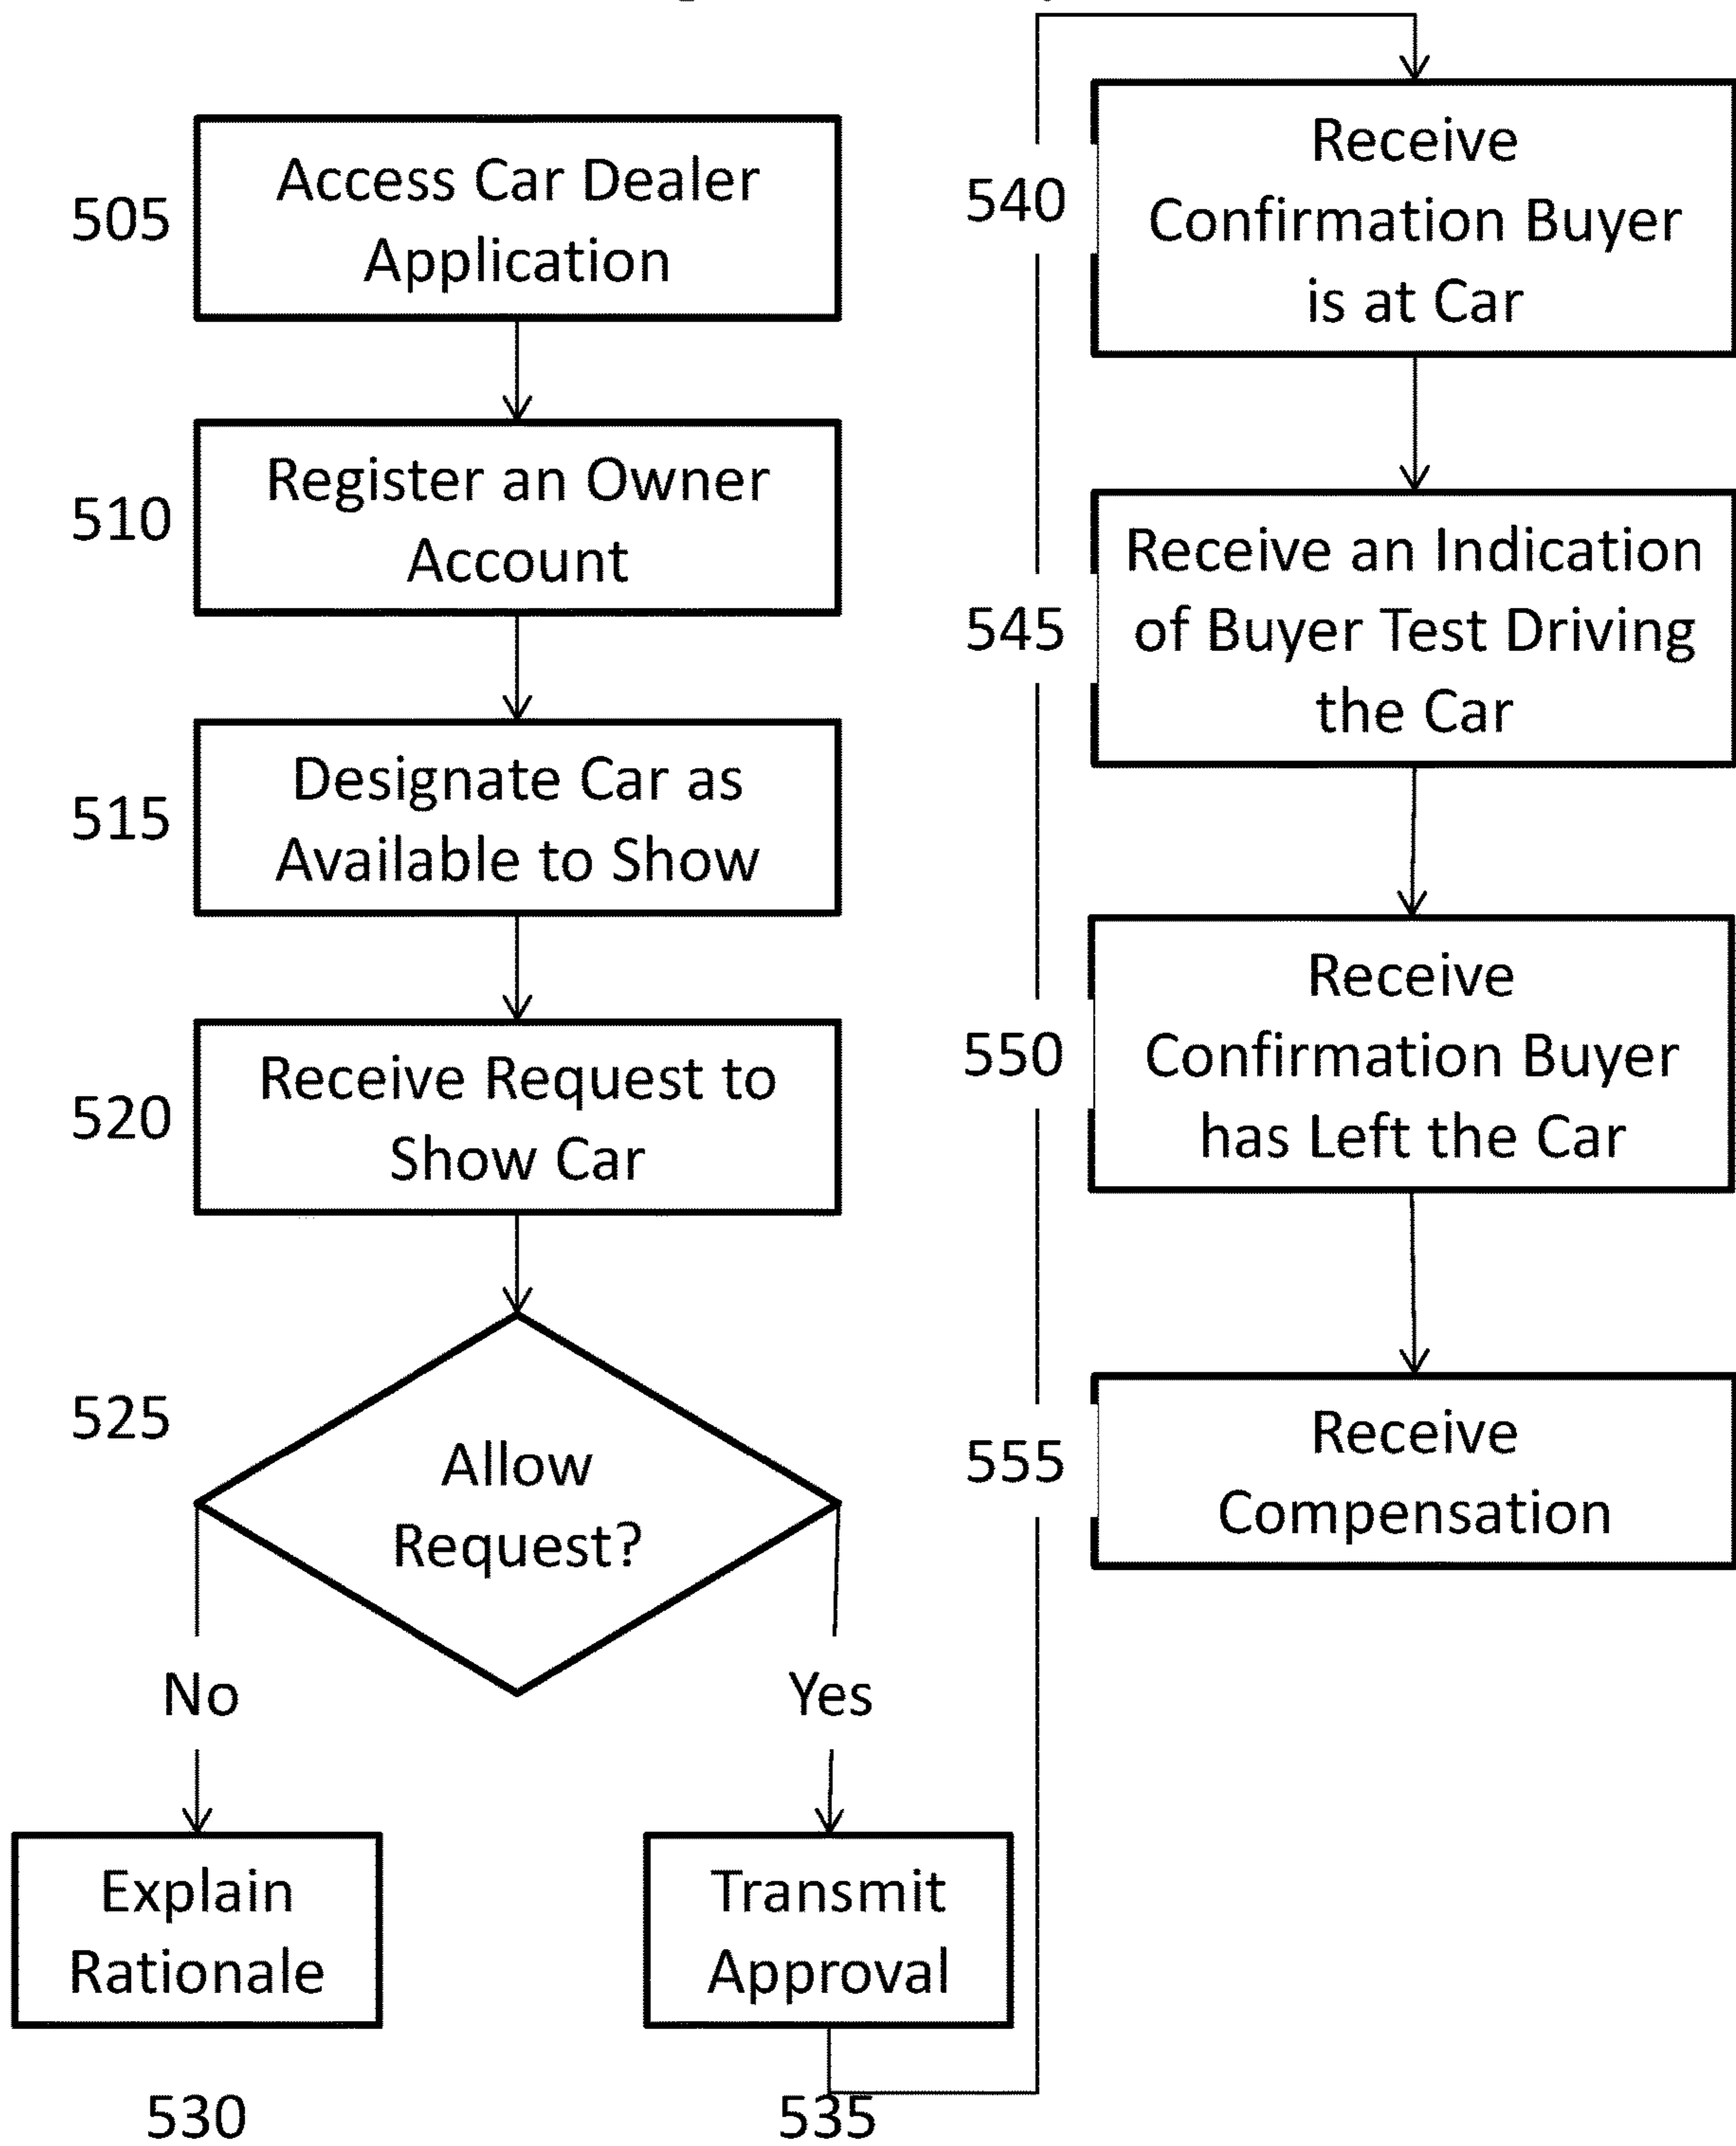 505
Access Car Dealer
Application
510
Register an Owner
Account
515
Designate Car as
Available to Show
520
Receive Request to
Show Car
525
Allow
Request?
No
Yes
Explain
Rationale
530
Transmit
Approval
535
540
Receive
Confirmation Buyer
is at Car
545
Receive an Indication
of Buyer Test Driving
the Car
550
Receive
Confirmation Buyer
has Left the Car
555
Receive
Compensation